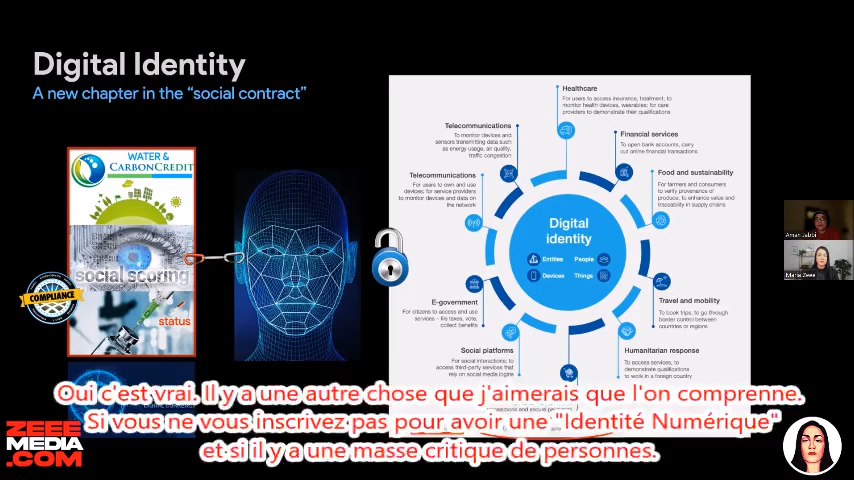 Digital Identity
A new chapter in the “social contract”
WATER &
CARBONCREDIT
social scoring
COMPLIANCE
status
Healthcare
For users to access insurance, treatment, to
monitor health devices, wearables; for care
providers to demonstrate their qualifications
Telecommunications
To monitor devices and
sensors transmitting data such
as energy usage, air quality,
traffic congestion
Financial services
To open bank accounts, carry
out online financial transactions
Telecommunications
For users to own and use
devices; for service providers
to monitor devices and data on
the network
Food and sustainability
For farmers and consumers
to verify provenance of
produce, to enhance value and
traceability in supply chains
Digital
identity
Entities
People
Devices
Things
E-government
For citizens to access and use
services – file taxes, vote,
collect benefits
Travel and mobility
To book trips, to go through
border control between
countries or regions
Social platforms
For social interactions; to
access third-party services that
rely on social media logins
Humanitarian response
To access services, to
demonstrate qualifications
to work in a foreign country
Aman Jabbi
Maria Zeee
Oui c'est vrai. Il y a une autre chose que j'aimerais que l'on comprenne.
Si vous ne vous inscrivez pas pour avoir une "Identité Numérique"
et si il y a une masse critique de personnes.
ZEEE
MEDIA
.COM